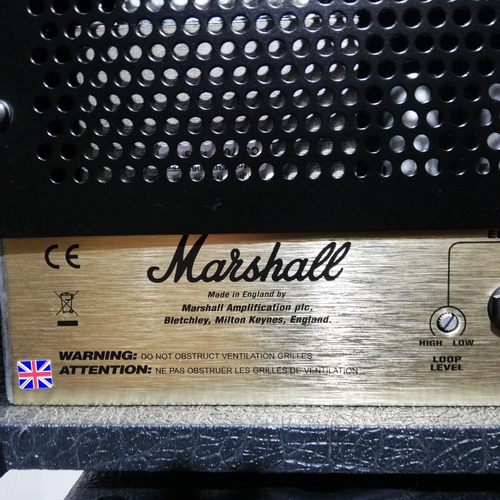 CE
Marshall
Made in England by
Marshall Amplification plc,
Bletchley, Milton Keynes, England.
HIGH LOW
LOOP
LEVEL
WARNING: DO NOT OBSTRUCT VENTILATION GRILLES
ATTENTION: NE PAS OBSTRUER LES GRILLES DE VENTILATION